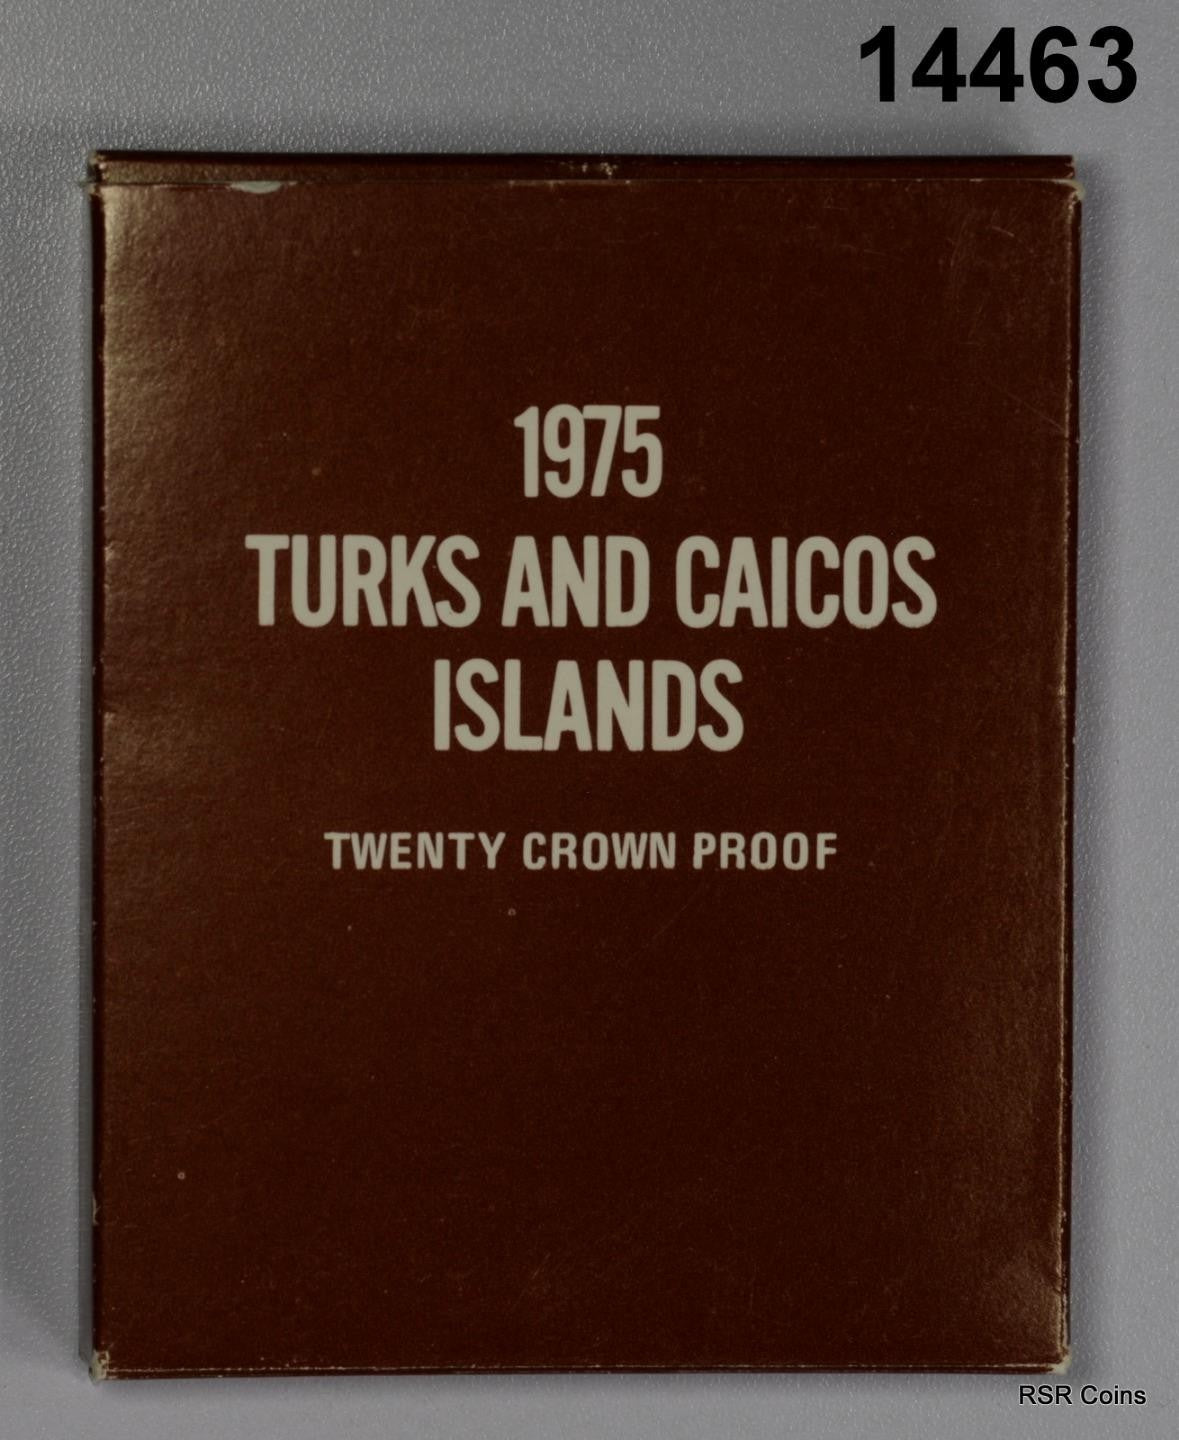 14463
1975
TURKS AND CAICOS
ISLANDS
TWENTY CROWN PROOF
RSR Coins